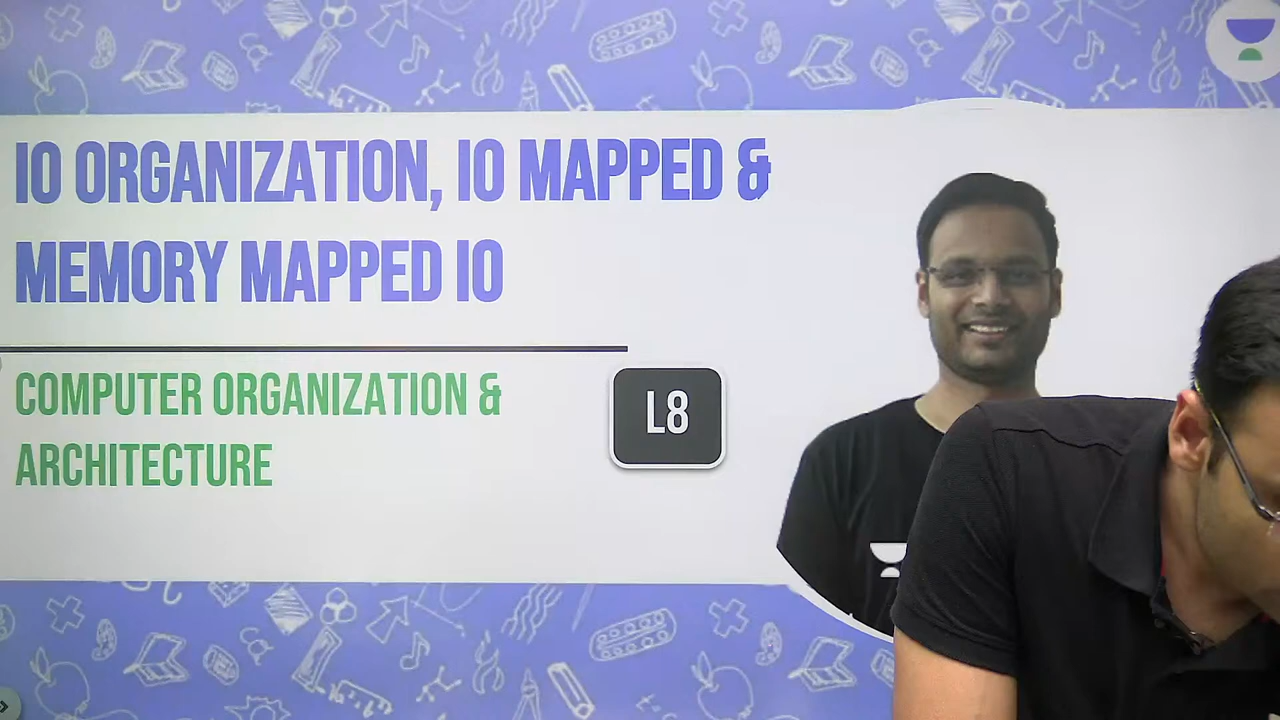 IO ORGANIZATION, IO MAPPED &
MEMORY MAPPED IO
COMPUTER ORGANIZATION &
ARCHITECTURE
L8